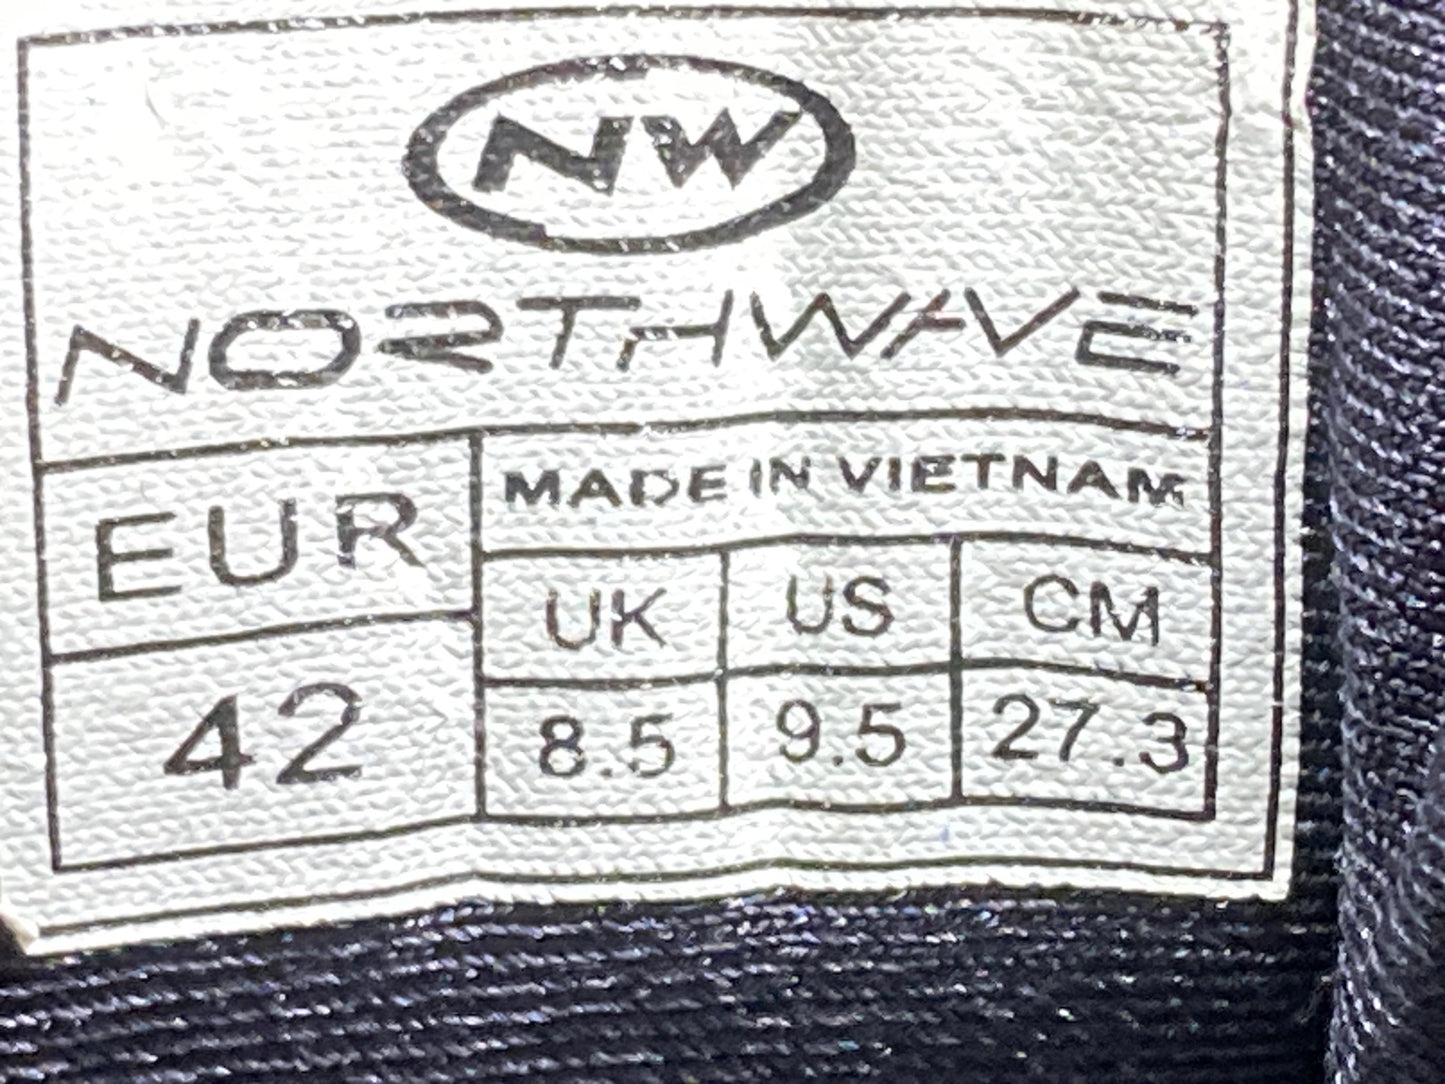 NW
NORTHWAVE
EUR
MADE IN VIETNAM
UK US CM
42 8.5 9.5 27.3